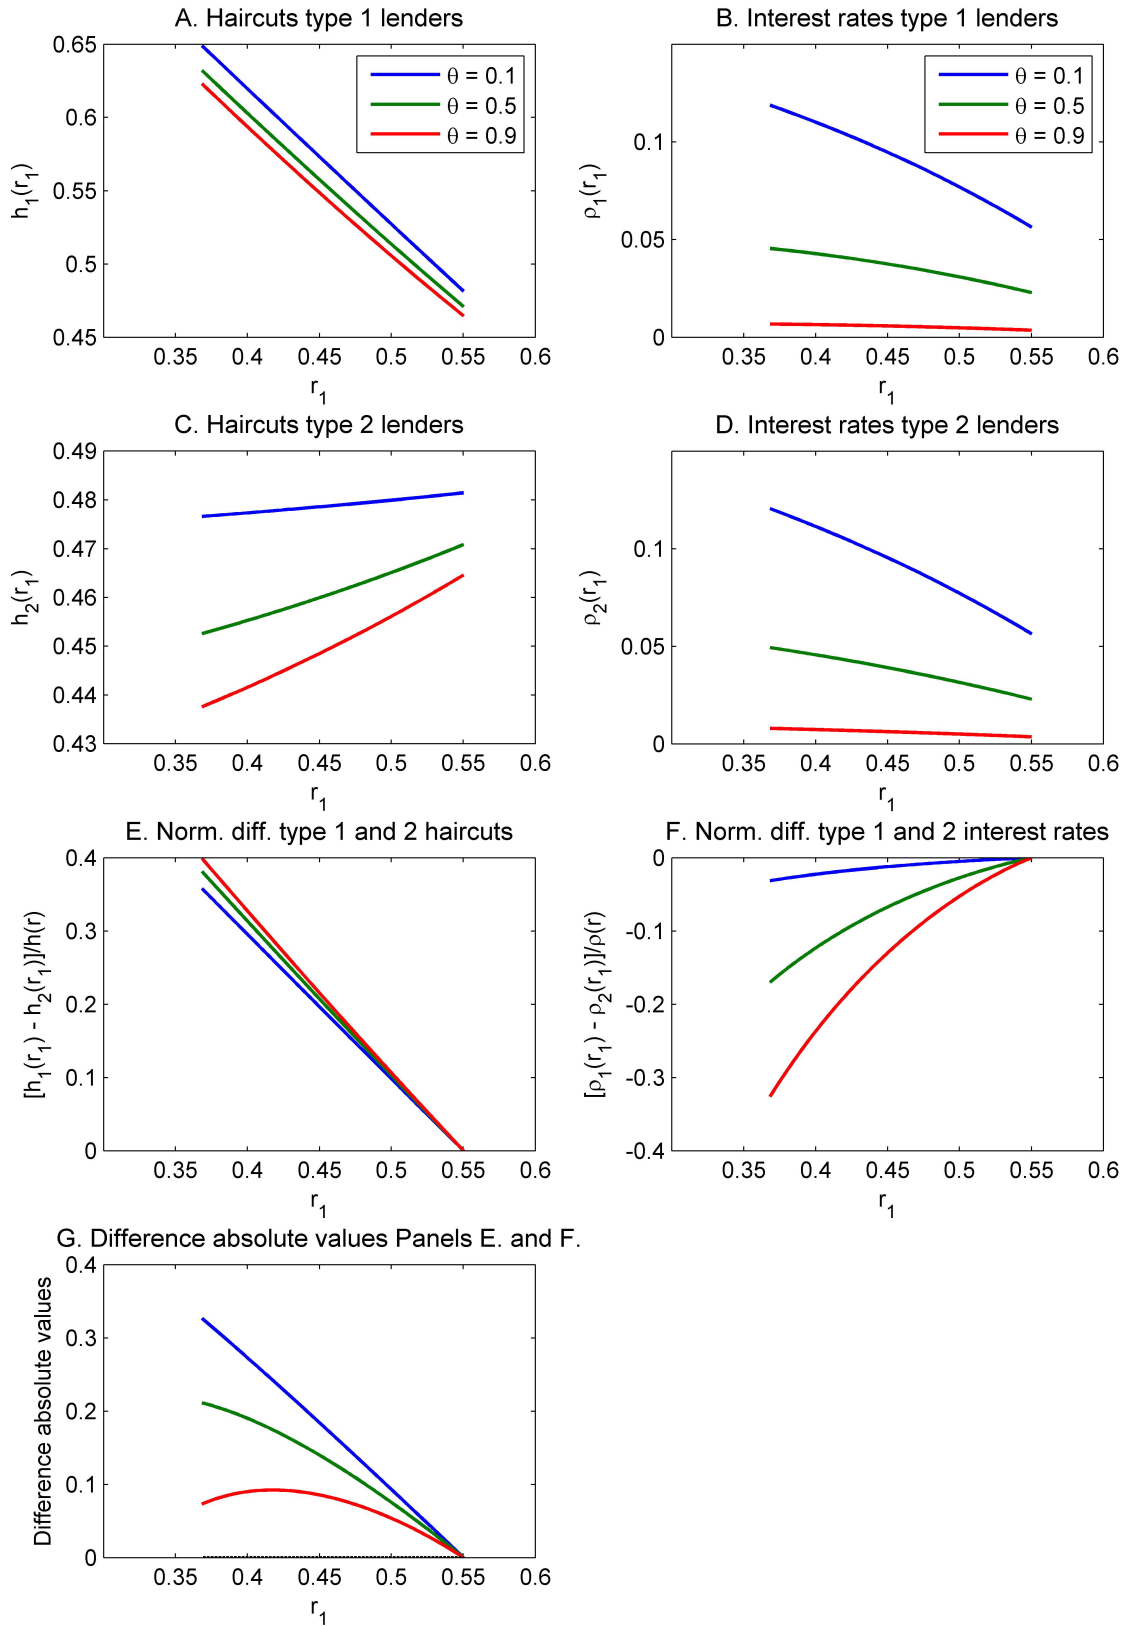 A. Haircuts type 1 lenders
0.65
0.6
0.55
0.5
0.45
h1(r1)
θ = 0.1
θ = 0.5
θ = 0.9
0.35 0.4 0.45 0.5 0.55 0.6
r1
B. Interest rates type 1 lenders
0.1
0.05
0
ρ1(r1)
θ = 0.1
θ = 0.5
θ = 0.9
0.35 0.4 0.45 0.5 0.55 0.6
r1
C. Haircuts type 2 lenders
0.49
0.48
0.47
0.46
0.45
0.44
0.43
h2(r1)
0.35 0.4 0.45 0.5 0.55 0.6
r1
D. Interest rates type 2 lenders
0.1
0.05
0
ρ2(r1)
0.35 0.4 0.45 0.5 0.55 0.6
r1
E. Norm. diff. type 1 and 2 haircuts
0.4
0.3
0.2
0.1
0
[h1(r1) - h2(r1)]/h(r)
0.35 0.4 0.45 0.5 0.55 0.6
r1
F. Norm. diff. type 1 and 2 interest rates
0
-0.1
-0.2
-0.3
-0.4
[ρ1(r1) - ρ2(r1)]/ρ(r)
0.35 0.4 0.45 0.5 0.55 0.6
r1
G. Difference absolute values Panels E. and F.
0.4
0.3
0.2
0.1
0
Difference absolute values
0.35 0.4 0.45 0.5 0.55 0.6
r1